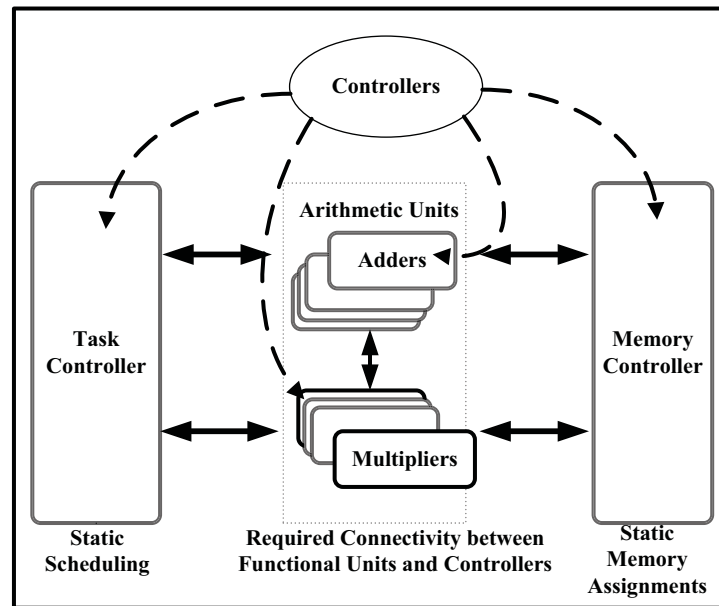 Controllers
Arithmetic Units
Adders
Task
Controller
Memory
Controller
Multipliers
Static
Scheduling
Required Connectivity between
Functional Units and Controllers
Static
Memory
Assignments